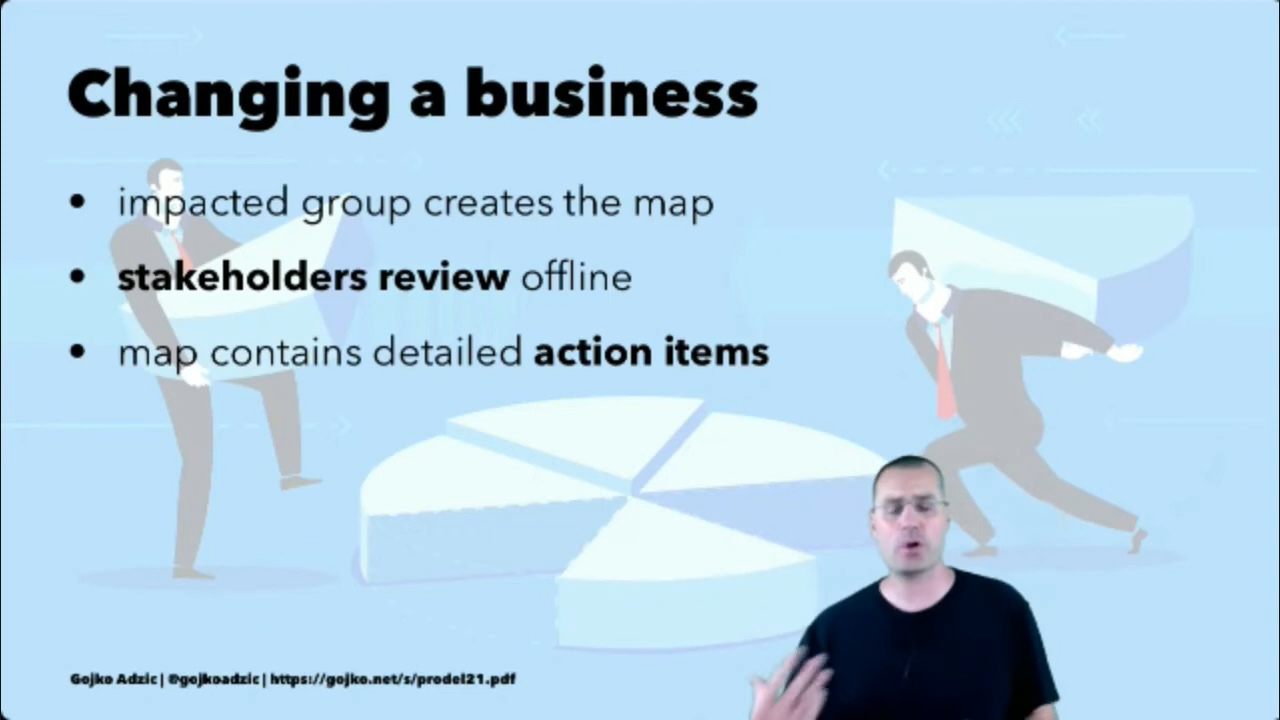 Changing a business
• impacted group creates the map
• stakeholders review offline
• map contains detailed action items
Gojko Adzic | @gojkoadzic | https://gojko.net/s/prodel21.pdf